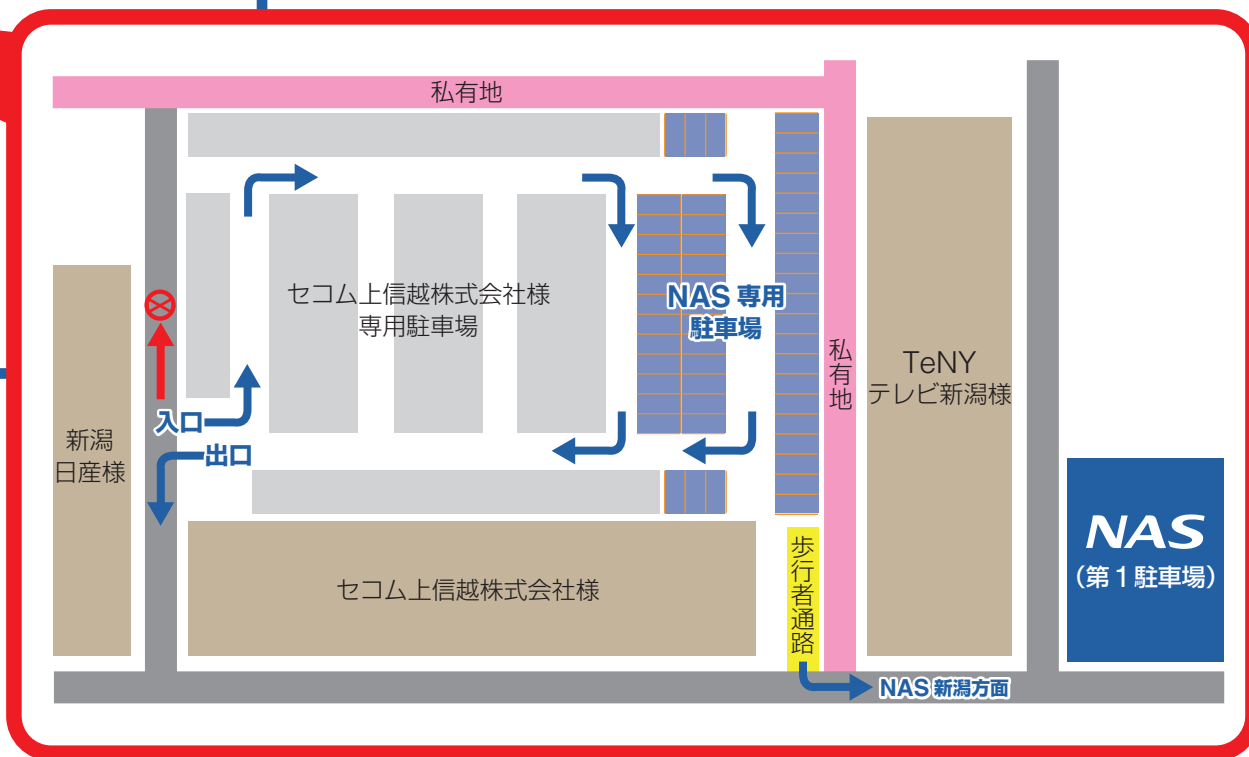 私有地
セコム上信越株式会社様
専用駐車場
NAS 専用
駐車場
私有地
TeNY
テレビ新潟様
入口
出口
新潟
日産様
NAS
（第1駐車場）
セコム上信越株式会社様
歩行者通路
NAS 新潟方面